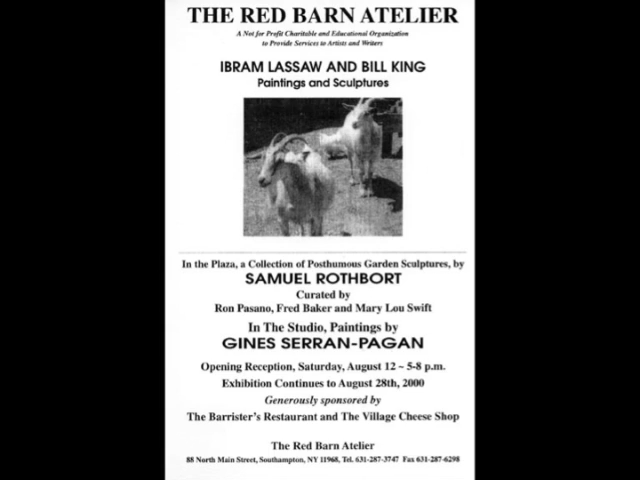 THE RED BARN ATELIER
A Not for Profit Charitable and Educational Organization
to Provide Services to Artists and Writers
IBRAM LASSAW AND BILL KING
Paintings and Sculptures
In the Plaza, a Collection of Posthumous Garden Sculptures, by
SAMUEL ROTHBORT
Curated by
Ron Pasano, Fred Baker and Mary Lou Swift
In The Studio, Paintings by
GINES SERRAN-PAGAN
Opening Reception, Saturday, August 12 ~ 5-8 p.m.
Exhibition Continues to August 28th, 2000
Generously sponsored by
The Barrister's Restaurant and The Village Cheese Shop
The Red Barn Atelier
88 North Main Street, Southampton, NY 11968, Tel. 631-287-3747 Fax 631-287-6298